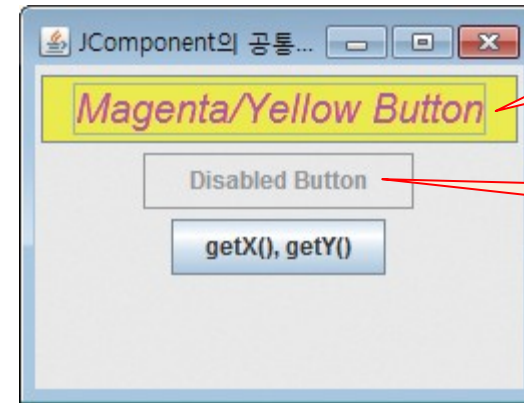 JComponent의 공통...
Magenta/Yellow Button
Disabled Button
getX(), getY()